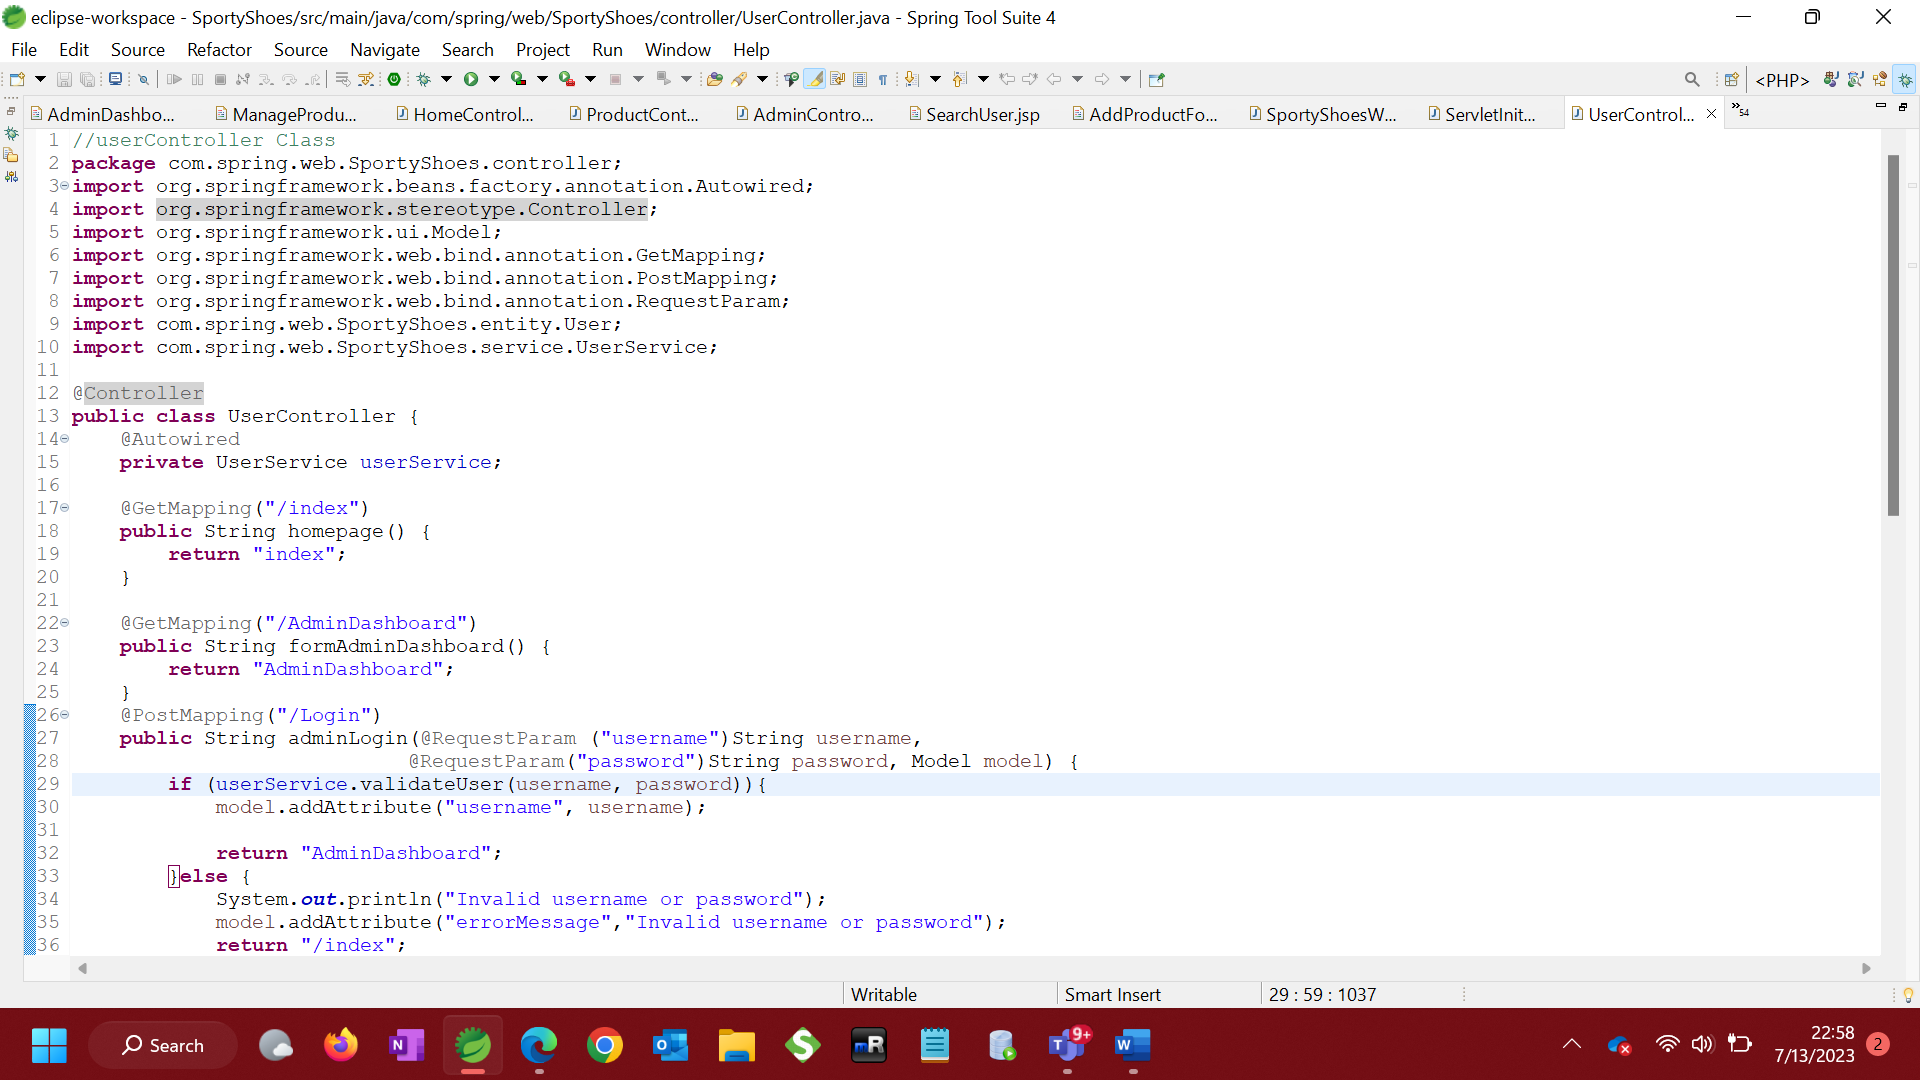 eclipse-workspace - SportyShoes/src/main/java/com/spring/web/SportyShoes/controller/UserController.java - Spring Tool Suite 4
File Edit Source Refactor Source Navigate Search Project Run Window Help
<PHP>
AdminDashbo... ManageProdu... HomeControl... ProductCont... AdminContro... SearchUser.jsp AddProductFo... SportyShoesW... ServletInit... UserControl... 54
1 //userController Class
2 package com.spring.web.SportyShoes.controller;
3 import org.springframework.beans.factory.annotation.Autowired;
4 import org.springframework.stereotype.Controller;
5 import org.springframework.ui.Model;
6 import org.springframework.web.bind.annotation.GetMapping;
7 import org.springframework.web.bind.annotation.PostMapping;
8 import org.springframework.web.bind.annotation.RequestParam;
9 import com.spring.web.SportyShoes.entity.User;
10 import com.spring.web.SportyShoes.service.UserService;
11
12 @Controller
13 public class UserController {
14     @Autowired
15     private UserService userService;
16
17     @GetMapping("/index")
18     public String homepage() {
19         return "index";
20     }
21
22     @GetMapping("/AdminDashboard")
23     public String formAdminDashboard() {
24         return "AdminDashboard";
25     }
26     @PostMapping("/Login")
27     public String adminLogin(@RequestParam ("username")String username,
28                             @RequestParam("password")String password, Model model) {
29         if (userService.validateUser(username, password)){
30             model.addAttribute("username", username);
31
32             return "AdminDashboard";
33         }else {
34             System.out.println("Invalid username or password");
35             model.addAttribute("errorMessage","Invalid username or password");
36             return "/index";
Writable Smart Insert 29 : 59 : 1037
Search N O S mR T 9+ W 22:58
7/13/2023 2